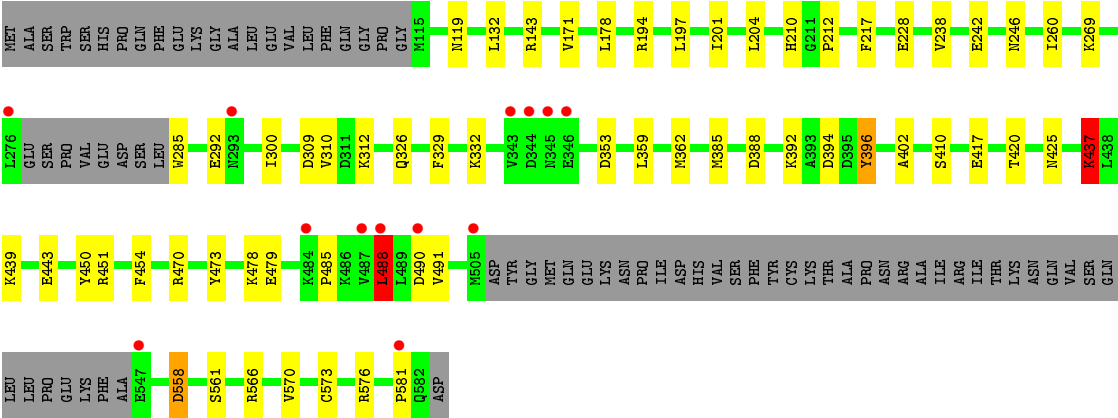 MET ALA SER TRP SER HIS PRO GLN PHE GLU LYS GLY ALA LEU GLU VAL LEU PHE GLN GLY PRO GLY M115 N119 L132 R143 V171 L178 R194 L197 I201 L204 H210 G211 P212 F217 E228 V238 E242 N246 I260 K269
L276 GLU SER PRO VAL GLU ASP SER LEU W285 E292 N293 I300 D309 V310 D311 K312 Q326 F329 K332 V343 D344 N345 E346 D353 L359 M362 M385 D388 K392 A393 D394 D395 Y396 A402 S410 E417 T420 N425 K437 L438
K439 E443 Y450 R451 F454 R470 Y473 K478 E479 K484 P485 K486 V487 L488 L489 D490 V491 M505 ASP TYR GLY MET GLN GLU LYS ASN PRO ILE ASP HIS VAL SER PHE TYR CYS LYS THR ALA PRO ASN ARG ALA ILE ARG ILE THR LYS ASN GLN VAL SER GLN
LEU LEU PRO GLU LYS PHE ALA E547 D558 S561 R566 V570 C573 R576 P581 Q582 ASP